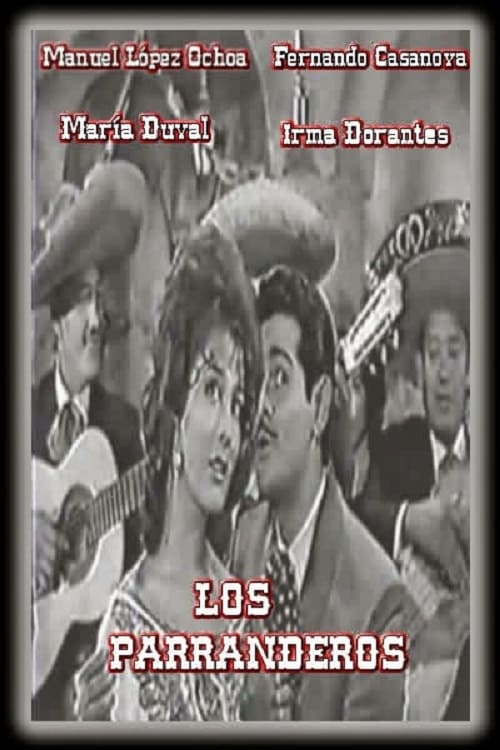 Manuel López Ochoa Fernando Casanova
María Duval Irma Dorantes
LOS
PARRANDEROS